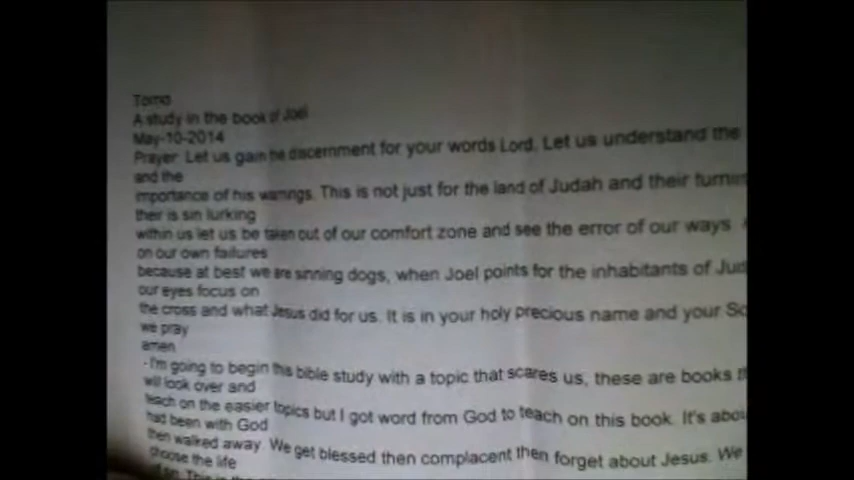 Tomo
A study in the book of Joel
May-10-2014
Prayer: Let us gain the discernment for your words Lord. Let us understand the
and the
importance of his warnings. This is not just for the land of Judah and their
their is sin lurking
within us let us be taken out of our comfort zone and see the error of our ways
on our own failures
because at best we are sinning dogs, when Joel points for the inhabitants of
our eyes focus on
the cross and what Jesus did for us. It is in your holy precious name and your
we pray
amen
- I'm going to begin this bible study with a topic that scares us, these are books
will look over and
teach on the easier topics but I got word from God to teach on this book. It's
had been with God
then walked away. We get blessed then complacent then forget about Jesus. We
choose the life